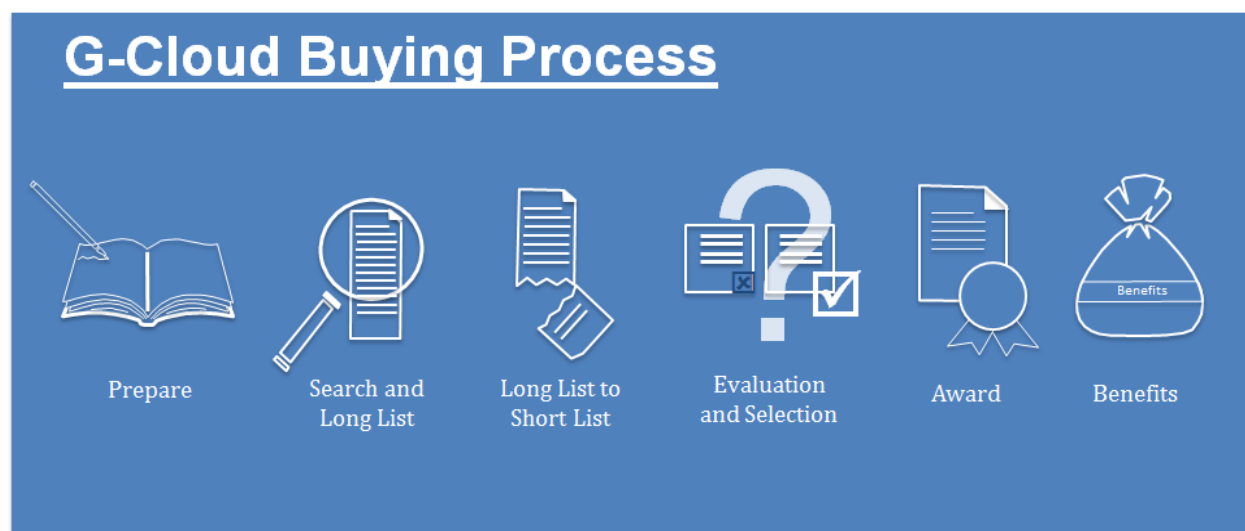 G-Cloud Buying Process
Benefits
Prepare
Search and
Long List
Long List to
Short List
Evaluation
and Selection
Award
Benefits